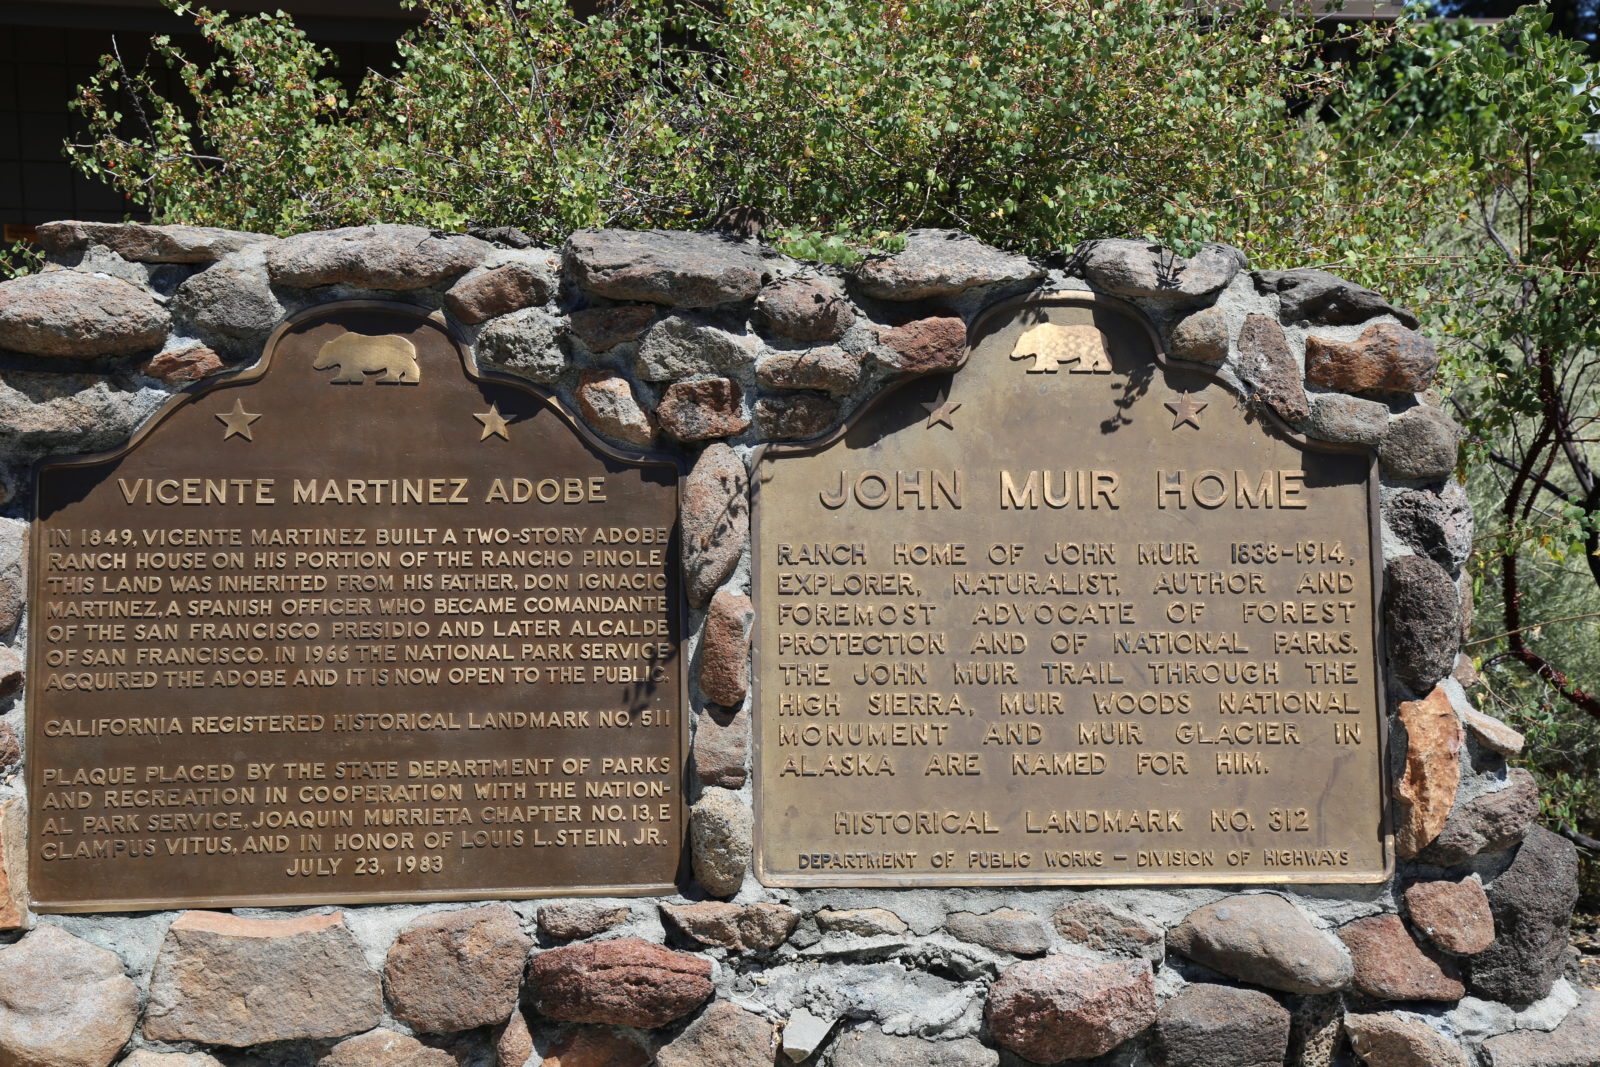 VICENTE MARTINEZ ADOBE
IN 1849, VICENTE MARTINEZ BUILT A TWO-STORY ADOBE
RANCH HOUSE ON HIS PORTION OF THE RANCHO PINOLE.
THIS LAND WAS INHERITED FROM HIS FATHER, DON IGNACIO
MARTINEZ, A SPANISH OFFICER WHO BECAME COMANDANTE
OF THE SAN FRANCISCO PRESIDIO AND LATER ALCALDE
OF SAN FRANCISCO. IN 1966 THE NATIONAL PARK SERVICE
ACQUIRED THE ADOBE AND IT IS NOW OPEN TO THE PUBLIC.
CALIFORNIA REGISTERED HISTORICAL LANDMARK NO. 511
PLAQUE PLACED BY THE STATE DEPARTMENT OF PARKS
AND RECREATION IN COOPERATION WITH THE NATION-
AL PARK SERVICE, JOAQUIN MURRIETA CHAPTER NO. 13, E
CLAMPUS VITUS, AND IN HONOR OF LOUIS L. STEIN, JR.
JULY 23, 1983
JOHN MUIR HOME
RANCH HOME OF JOHN MUIR 1838-1914,
EXPLORER, NATURALIST, AUTHOR AND
FOREMOST ADVOCATE OF FOREST
PROTECTION AND OF NATIONAL PARKS.
THE JOHN MUIR TRAIL THROUGH THE
HIGH SIERRA, MUIR WOODS NATIONAL
MONUMENT AND MUIR GLACIER IN
ALASKA ARE NAMED FOR HIM.
HISTORICAL LANDMARK NO. 312
DEPARTMENT OF PUBLIC WORKS — DIVISION OF HIGHWAYS